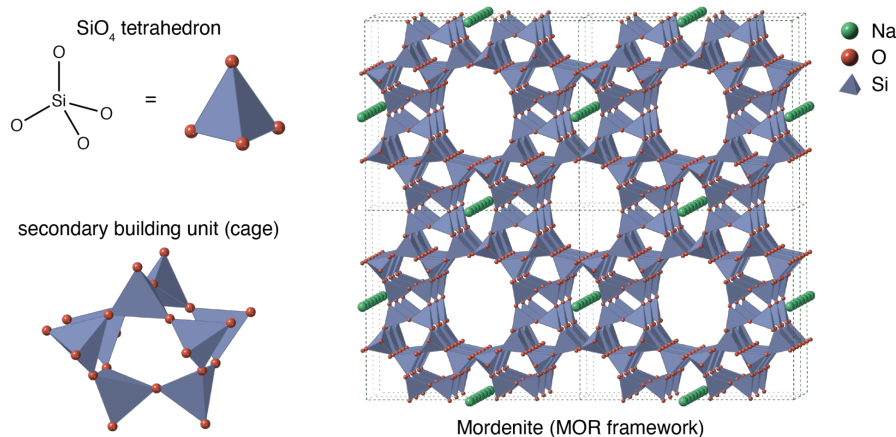 SiO₄ tetrahedron
O
Si
O
O
O
=
secondary building unit (cage)
Na
O
Si
Mordenite (MOR framework)